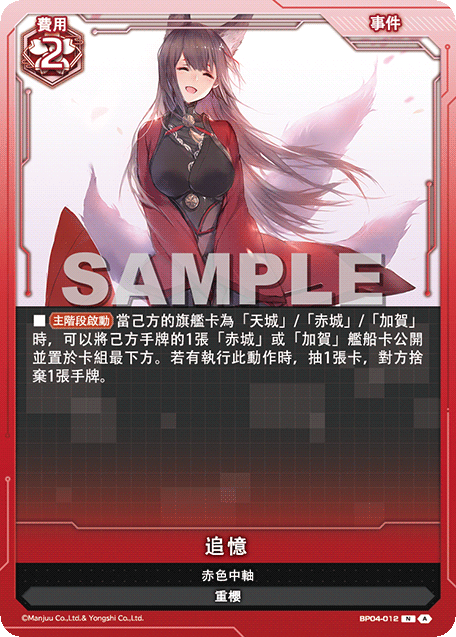 費用
事件
2
SAMPLE
■ 主階段啟動 當己方的旗艦卡為「天城」/「赤城」/「加賀」
時，可以將己方手牌的1張「赤城」或「加賀」艦船卡公開
並置於卡組最下方。若有執行此動作時，抽1張卡，對方捨
棄1張手牌。
追憶
赤色中軸
重櫻
©Manjuu Co.,Ltd.& Yongshi Co.,Ltd.
BP04-012 N A